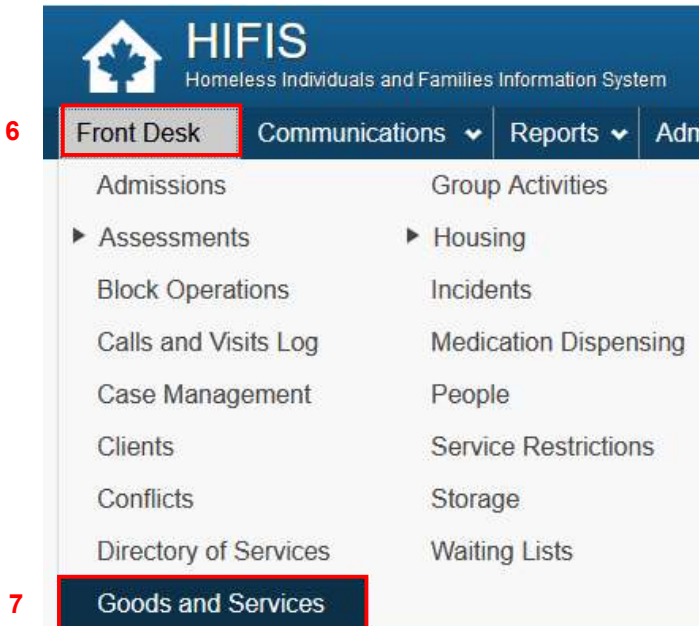 HIFIS
Homeless Individuals and Families Information System
6 Front Desk Communications Reports Adm
Admissions Group Activities
Assessments Housing
Block Operations Incidents
Calls and Visits Log Medication Dispensing
Case Management People
Clients Service Restrictions
Conflicts Storage
Directory of Services Waiting Lists
7 Goods and Services